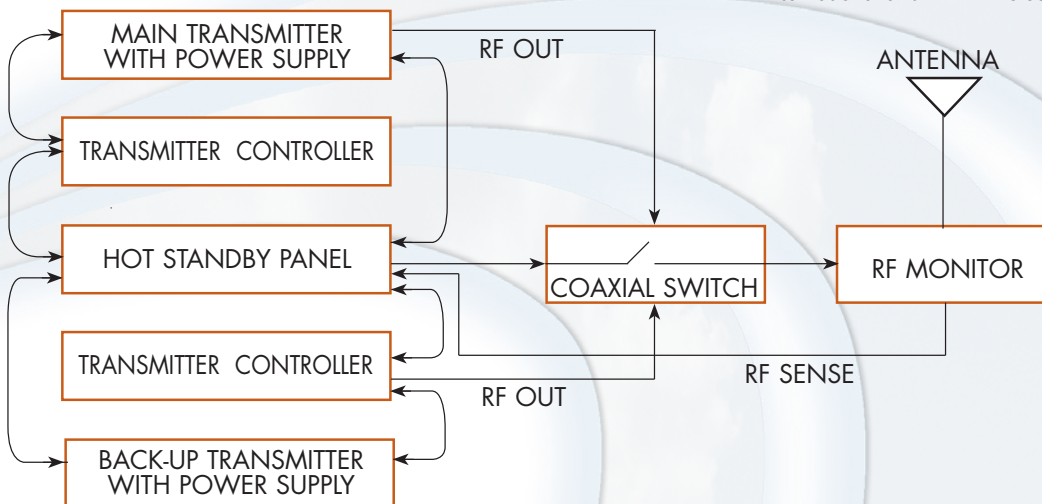 MAIN TRANSMITTER
WITH POWER SUPPLY
RF OUT
ANTENNA
TRANSMITTER CONTROLLER
HOT STANDBY PANEL
COAXIAL SWITCH
RF MONITOR
TRANSMITTER CONTROLLER
RF SENSE
RF OUT
BACK-UP TRANSMITTER
WITH POWER SUPPLY